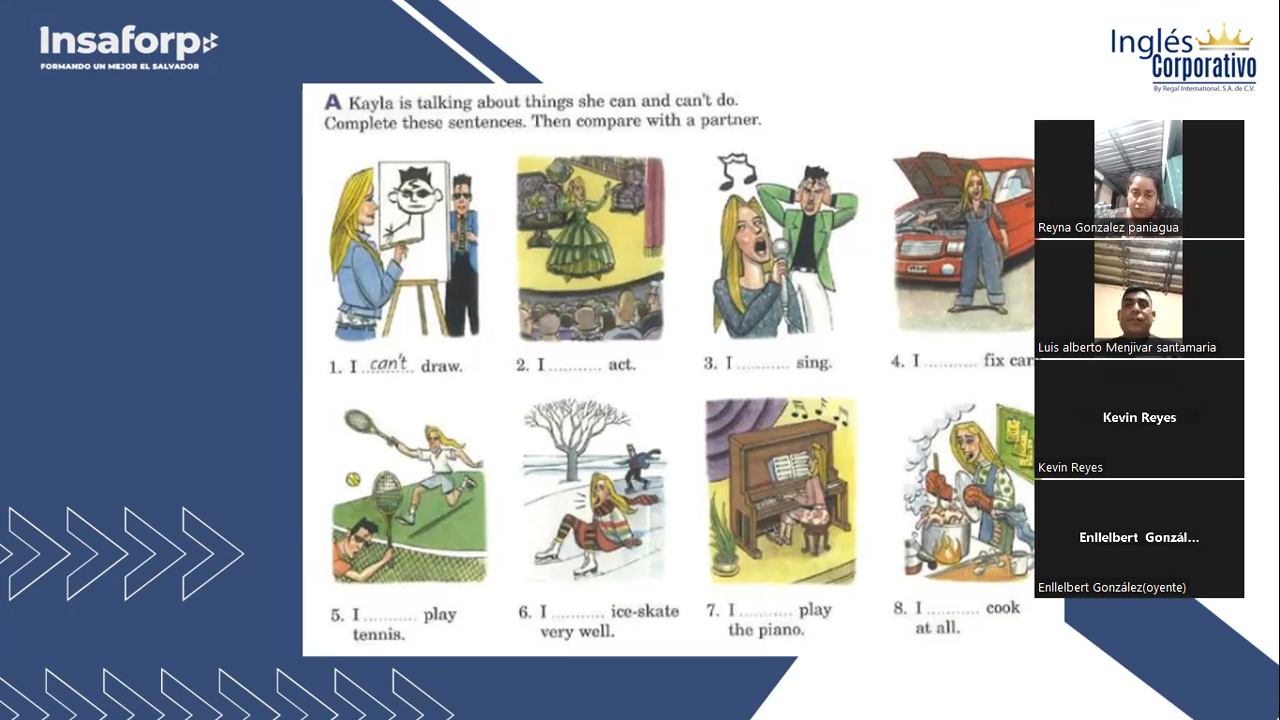 Insaforp
FORMANDO UN MEJOR EL SALVADOR
Inglés
Corporativo
By Regal International, S.A. de C.V.
A Kayla is talking about things she can and can't do.
Complete these sentences. Then compare with a partner.
1. I can't draw.
2. I ............ act.
3. I ............ sing.
4. I ............ fix car
5. I ............ play
tennis.
6. I ............ ice-skate
very well.
7. I ............ play
the piano.
8. I ............ cook
at all.
Reyna Gonzalez paniagua
Luis alberto Menjivar santamaria
Kevin Reyes
Kevin Reyes
Enllelbert Gonzál...
Enllelbert González(oyente)